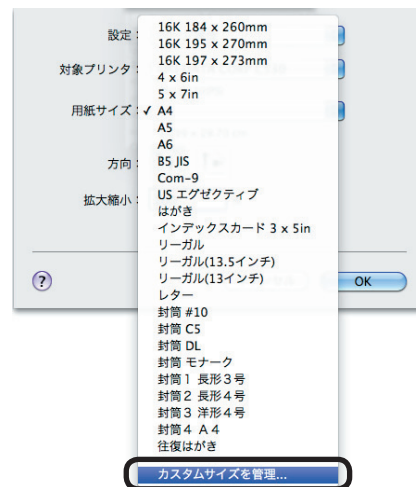 設定：
対象プリンタ：
用紙サイズ：
方向：
拡大縮小：
16K 184 x 260mm
16K 195 x 270mm
16K 197 x 273mm
4 x 6in
5 x 7in
✓ A4
A5
A6
B5 JIS
Com-9
US エグゼクティブ
はがき
インデックスカード 3 x 5in
リーガル
リーガル(13.5インチ)
リーガル(13インチ)
レター
封筒 #10
封筒 C5
封筒 DL
封筒 モナーク
封筒１ 長形３号
封筒２ 長形４号
封筒３ 洋形４号
封筒４ Ａ４
往復はがき
カスタムサイズを管理...
?
OK